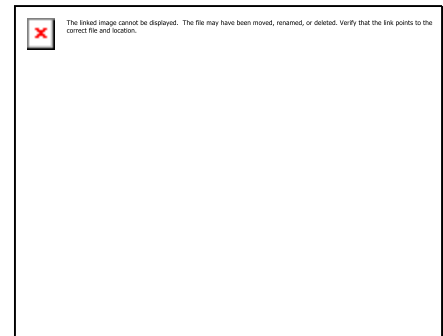 The linked image cannot be displayed.  The file may have been moved, renamed, or deleted. Verify that the link points to the
correct file and location.